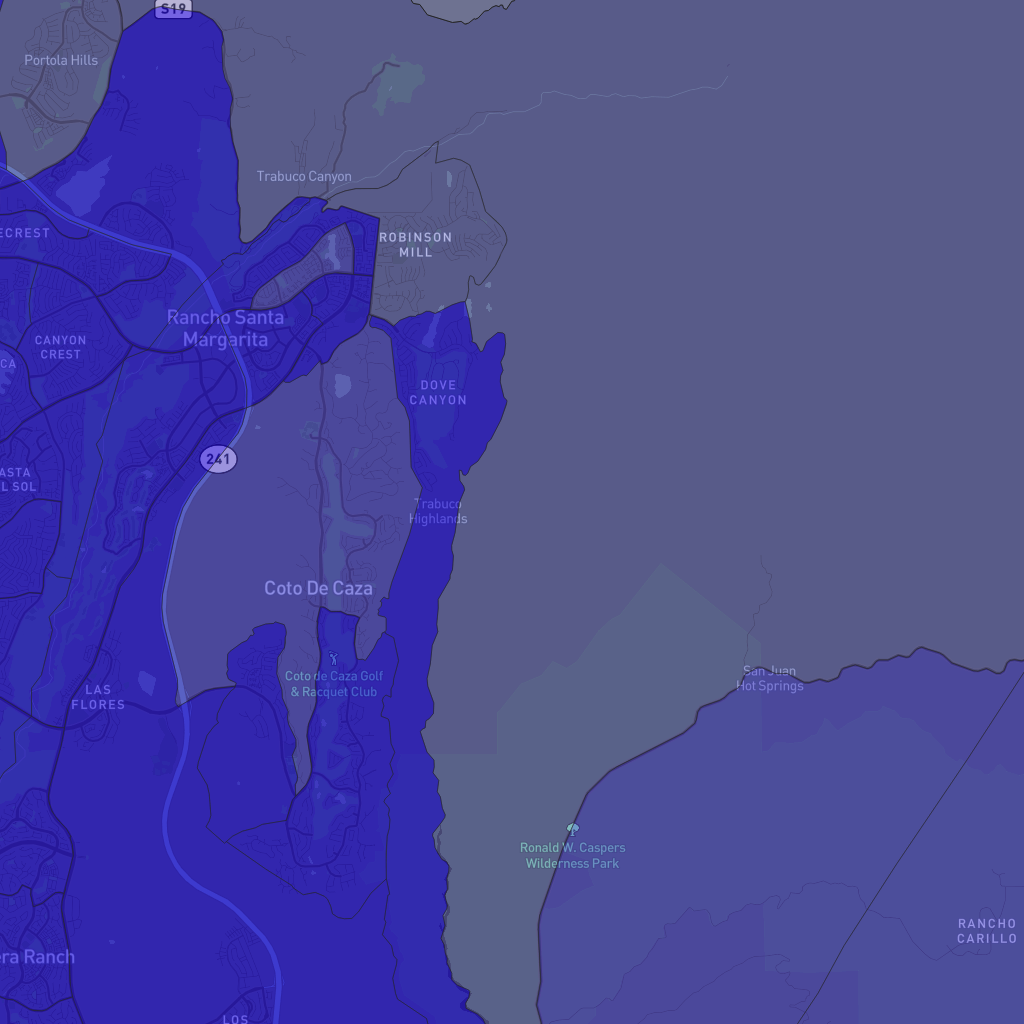 S19
Portola Hills
Trabuco Canyon
ECREST
ROBINSON
MILL
Rancho Santa
Margarita
CANYON
CREST
CA
DOVE
CANYON
241
ASTA
L SOL
Trabuco
Highlands
Coto De Caza
Coto de Caza Golf
& Racquet Club
San Juan
Hot Springs
LAS
FLORES
Ronald W. Caspers
Wilderness Park
RANCHO
CARILLO
era Ranch
LOS